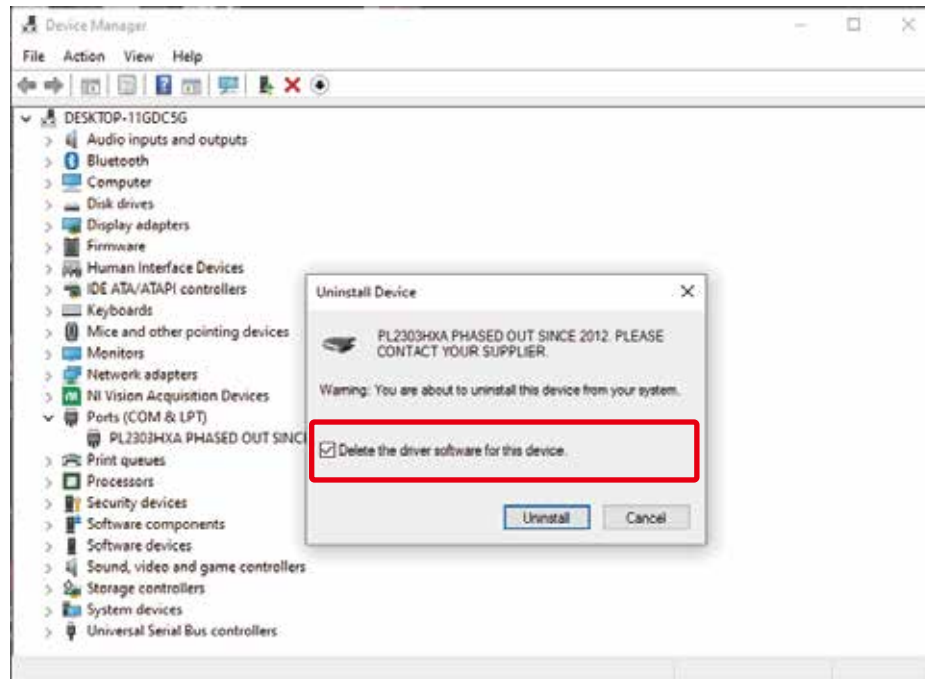 Device Manager
File Action View Help
DESKTOP-11GDC5G
Audio inputs and outputs
Bluetooth
Computer
Disk drives
Display adapters
Firmware
Human Interface Devices
IDE ATA/ATAPI controllers
Keyboards
Mice and other pointing devices
Monitors
Network adapters
NI Vision Acquisition Devices
Ports (COM & LPT)
PL2303HXA PHASED OUT SINC
Print queues
Processors
Security devices
Software components
Software devices
Sound, video and game controllers
Storage controllers
System devices
Universal Serial Bus controllers
Uninstall Device
PL2303HXA PHASED OUT SINCE 2012. PLEASE
CONTACT YOUR SUPPLIER.
Warning: You are about to uninstall this device from your system.
Delete the driver software for this device.
Uninstall Cancel